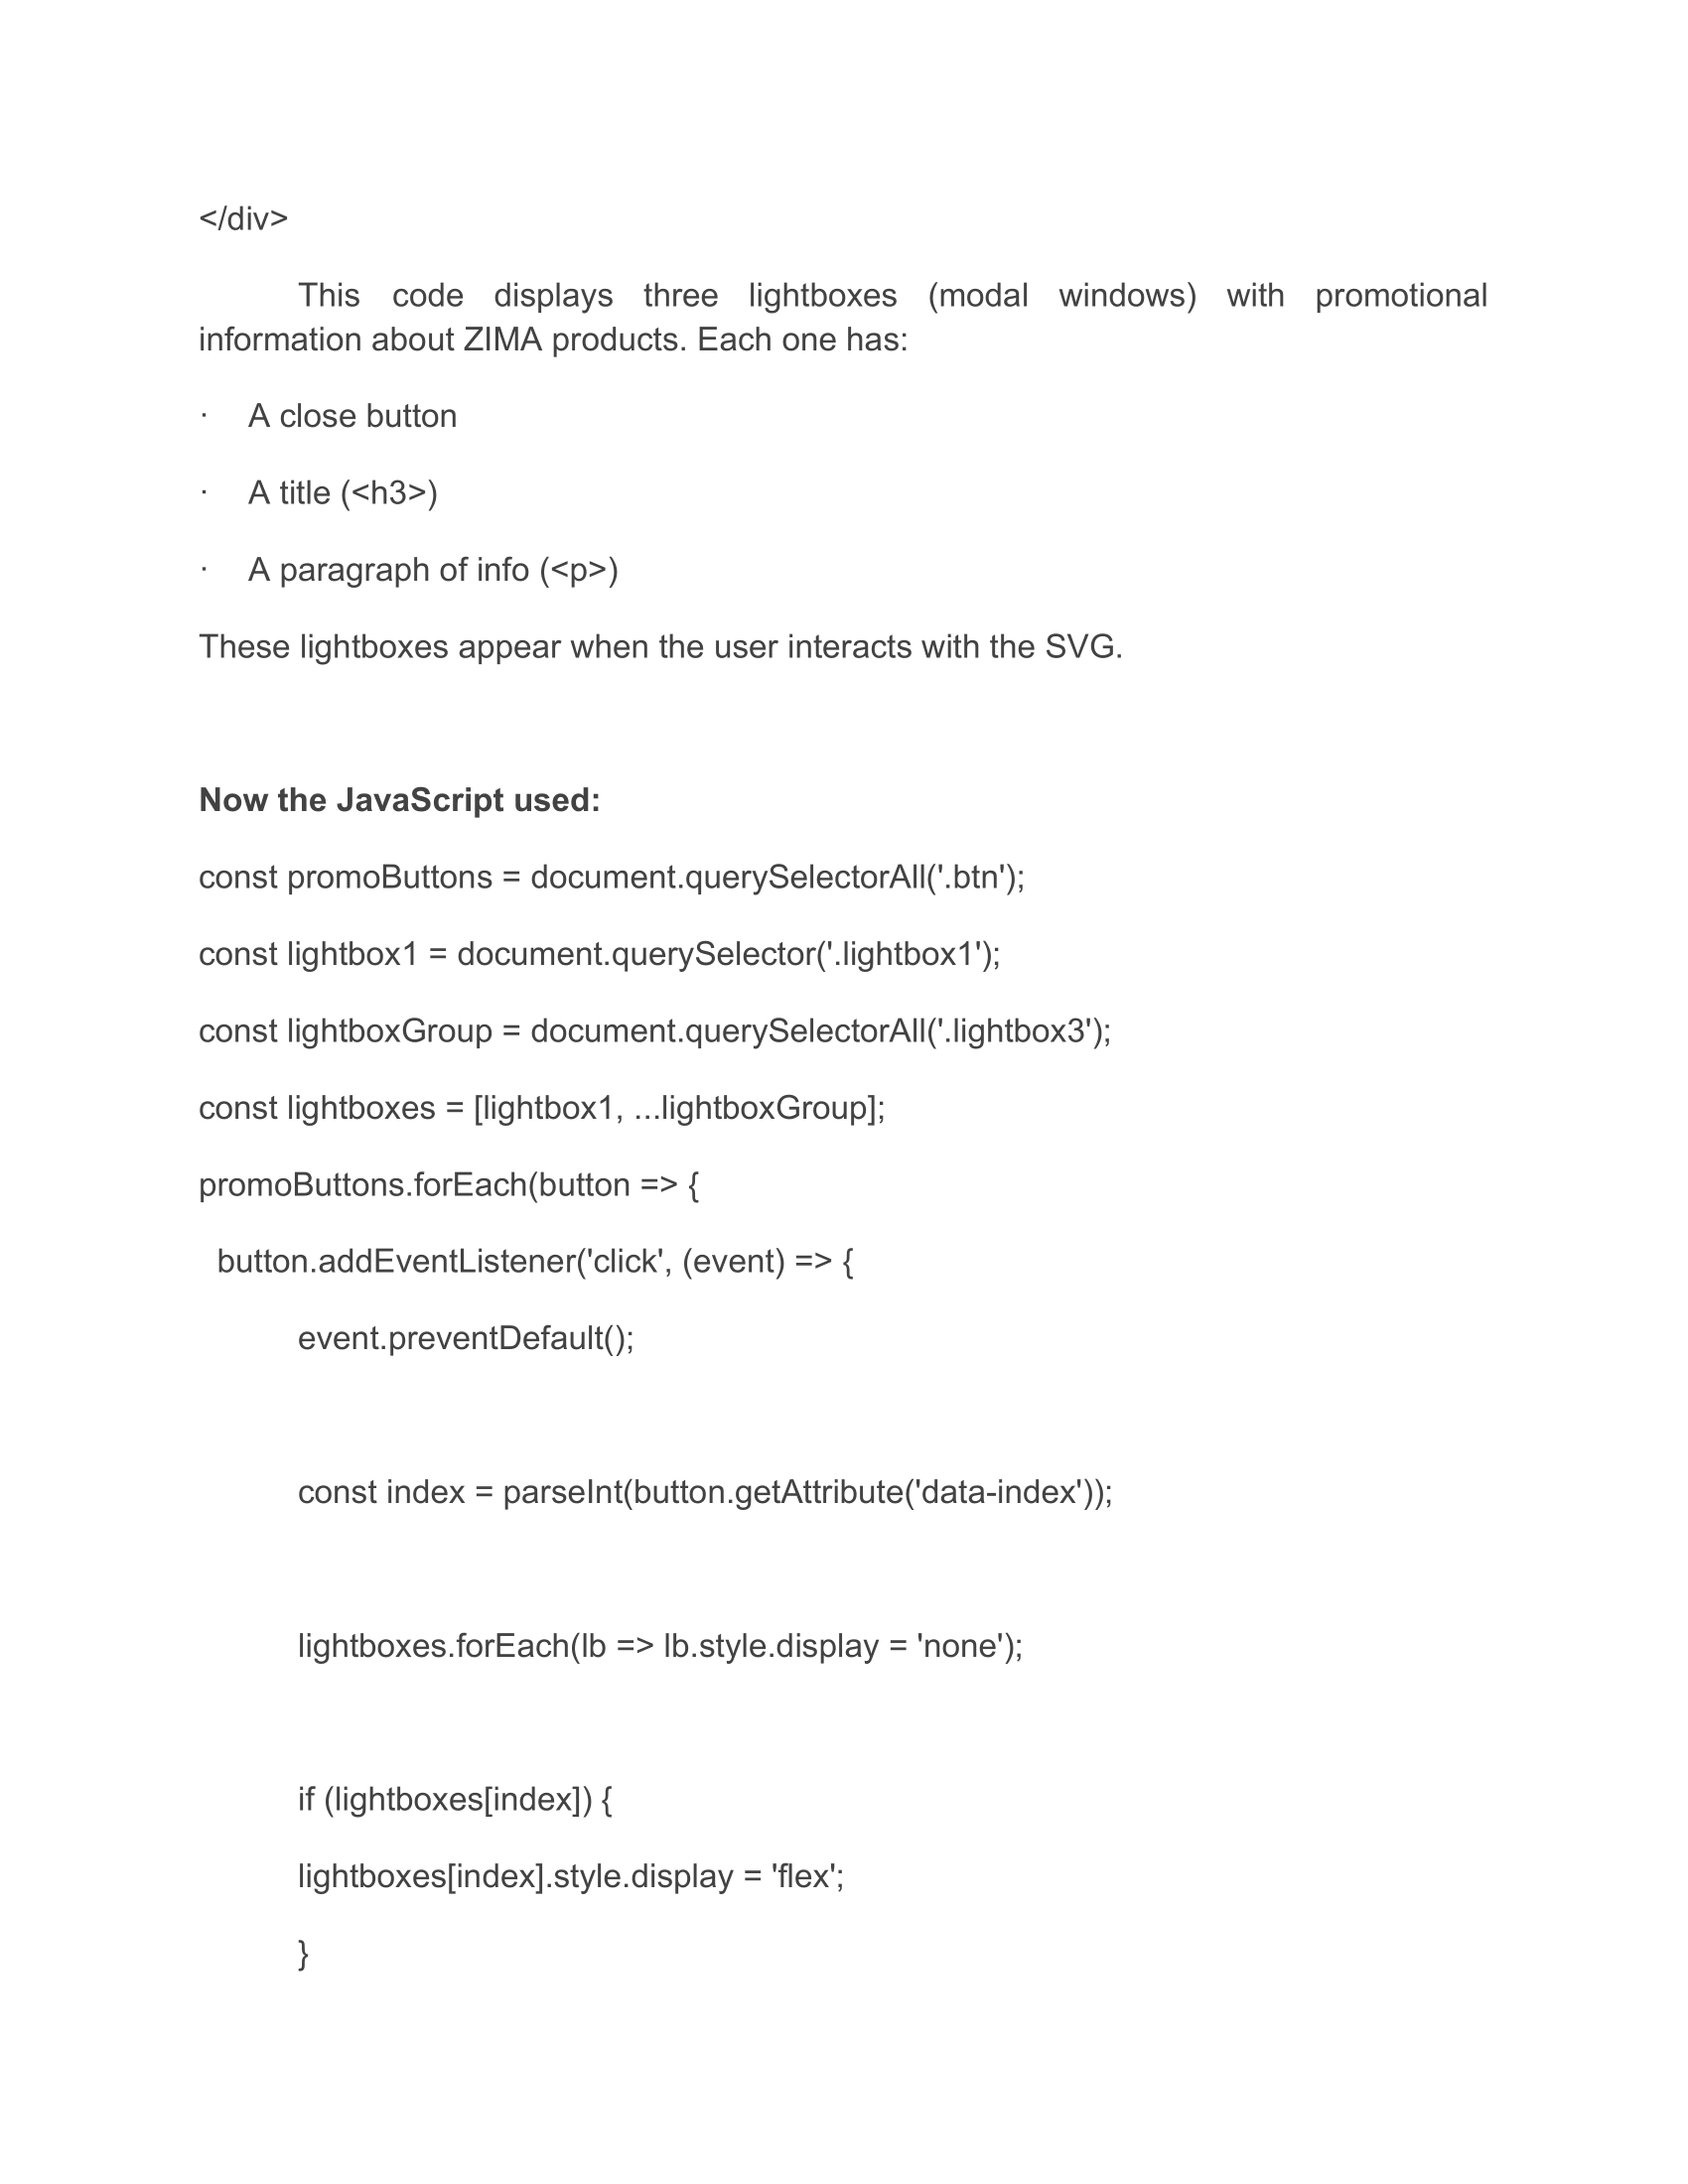 </div>
This code displays three lightboxes (modal windows) with promotional
information about ZIMA products. Each one has:
· A close button
· A title (<h3>)
· A paragraph of info (<p>)
These lightboxes appear when the user interacts with the SVG.
Now the JavaScript used:
const promoButtons = document.querySelectorAll('.btn');
const lightbox1 = document.querySelector('.lightbox1');
const lightboxGroup = document.querySelectorAll('.lightbox3');
const lightboxes = [lightbox1, ...lightboxGroup];
promoButtons.forEach(button => {
button.addEventListener('click', (event) => {
event.preventDefault();
const index = parseInt(button.getAttribute('data-index'));
lightboxes.forEach(lb => lb.style.display = 'none');
if (lightboxes[index]) {
lightboxes[index].style.display = 'flex';
}